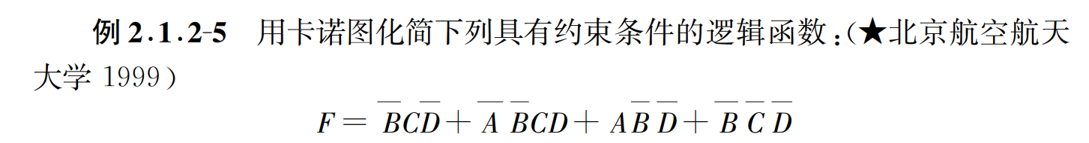 例 2.1.2-5 用卡诺图化简下列具有约束条件的逻辑函数:(★北京航空航天
大学 1999)
F = B̅CD̅ + A̅ B̅CD + AB̅ D̅ + B̅ C̅ D̅